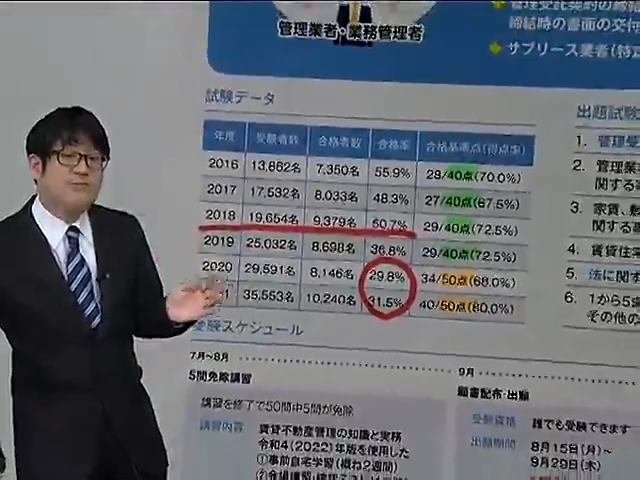 管理業者・業務管理者
管理受託契約の締結
締結時の書面の交付
サブリース業者(特定
試験データ
年度 受験者数 合格者数 合格率 合格基準点(得点率)
2016 13,862名 7,350名 55.9% 28/40点(70.0%)
2017 17,532名 8,033名 48.3% 27/40点(67.5%)
2018 19,654名 9,379名 50.7% 29/40点(72.5%)
2019 25,032名 8,698名 36.8% 29/40点(72.5%)
2020 29,591名 8,146名 29.8% 34/50点(68.0%)
1 35,553名 10,240名 31.5% 40/50点(80.0%)
出題試験
1. 管理受
2. 管理業
関する
3. 家賃、敷
関する
4. 賃貸住宅
5. 法に関す
6. 1から5
その他の
受験スケジュール
7月〜8月
5問免除講習
講習を修了で50問中5問が免除
講習内容 賃貸不動産管理の知識と実務
令和4(2022)年版を使用した
①事前自宅学習(概ね2週間)
9月
願書配布・出願
受験資格 誰でも受験できます
出願期間 8月15日(月)〜
9月29日(木)